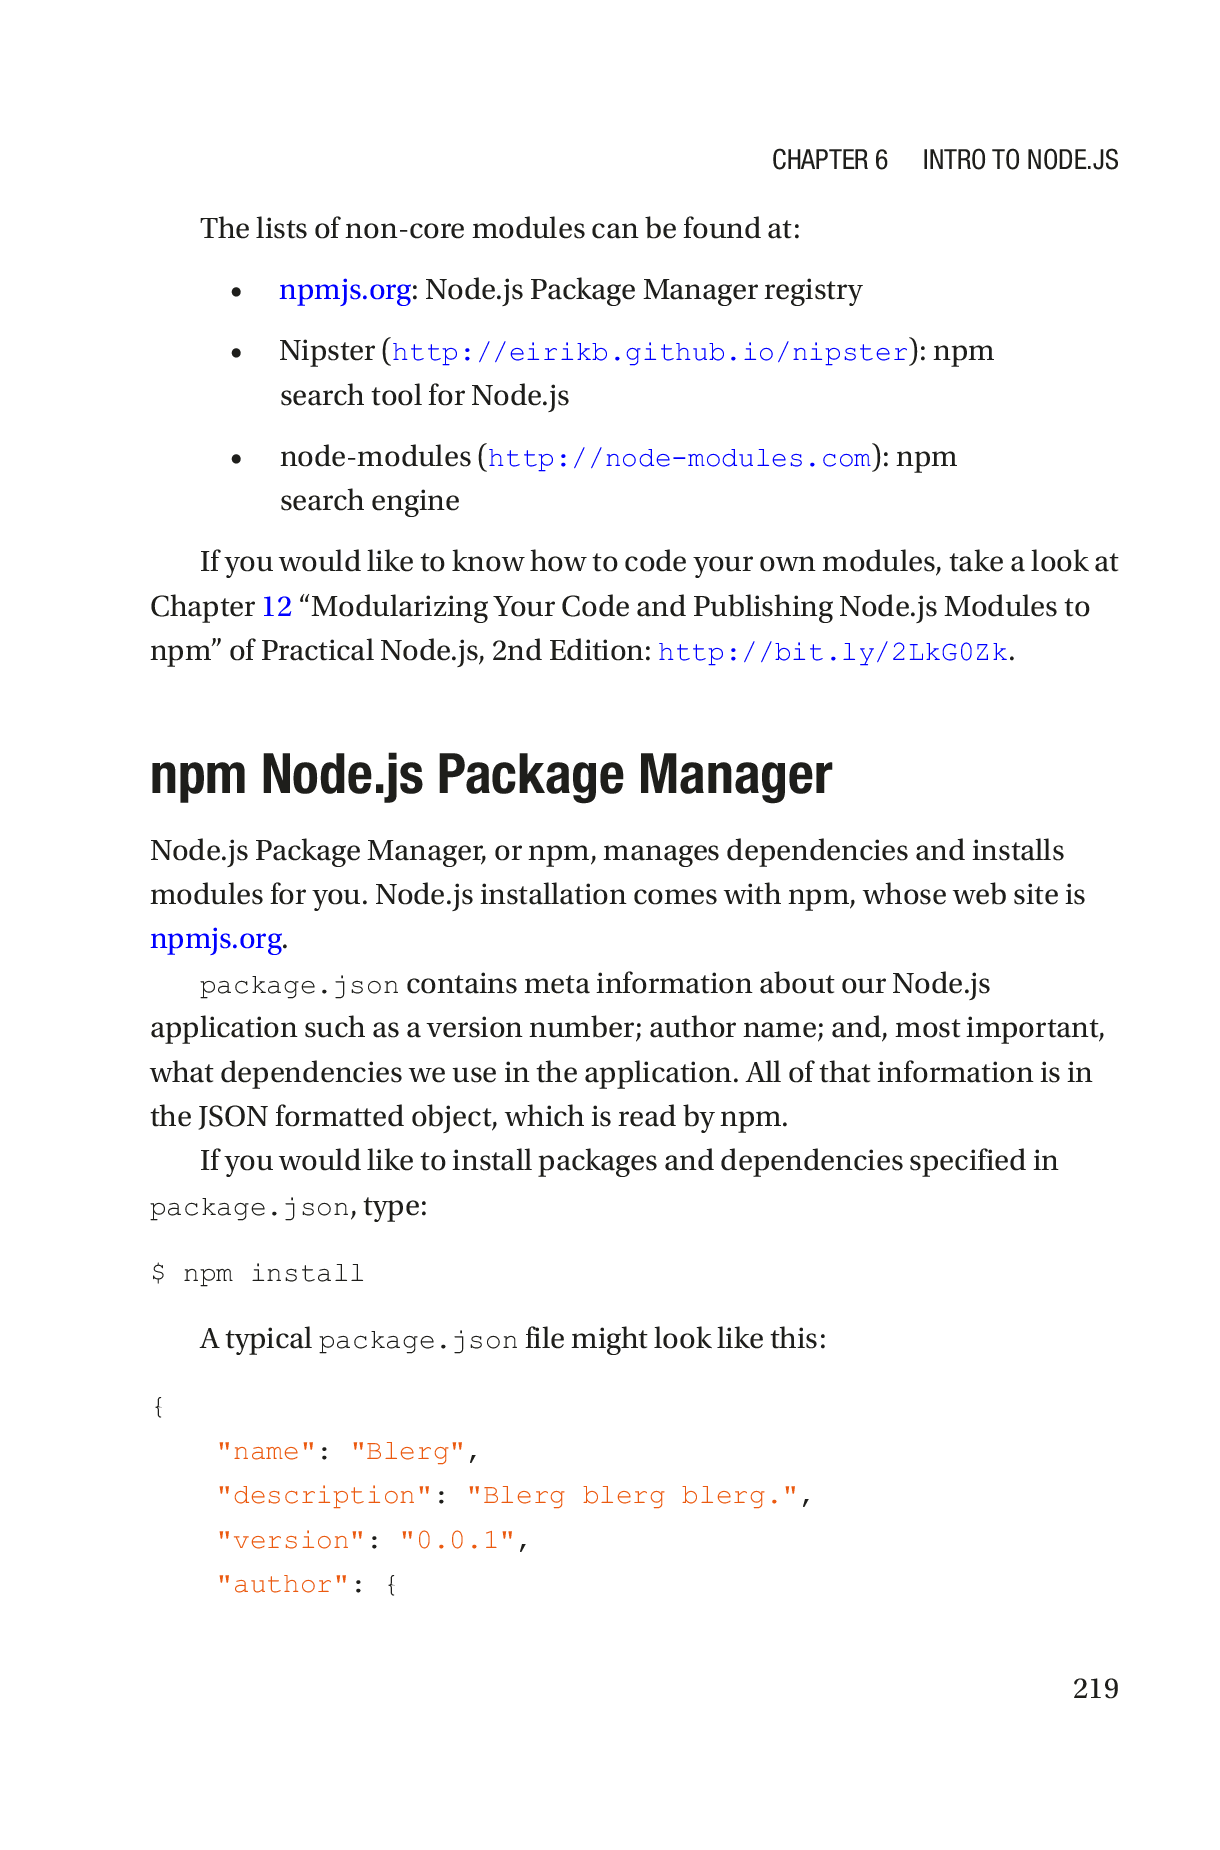 CHAPTER 6 INTRO TO NODE.JS
The lists of non-core modules can be found at:
• npmjs.org: Node.js Package Manager registry
• Nipster (http://eirikb.github.io/nipster): npm
search tool for Node.js
• node-modules (http://node-modules.com): npm
search engine
If you would like to know how to code your own modules, take a look at
Chapter 12 “Modularizing Your Code and Publishing Node.js Modules to
npm” of Practical Node.js, 2nd Edition: http://bit.ly/2LkG0Zk.
npm Node.js Package Manager
Node.js Package Manager, or npm, manages dependencies and installs
modules for you. Node.js installation comes with npm, whose web site is
npmjs.org.
package.json contains meta information about our Node.js
application such as a version number; author name; and, most important,
what dependencies we use in the application. All of that information is in
the JSON formatted object, which is read by npm.
If you would like to install packages and dependencies specified in
package.json, type:
$ npm install
A typical package.json file might look like this:
{
"name": "Blerg",
"description": "Blerg blerg blerg.",
"version": "0.0.1",
"author": {
219